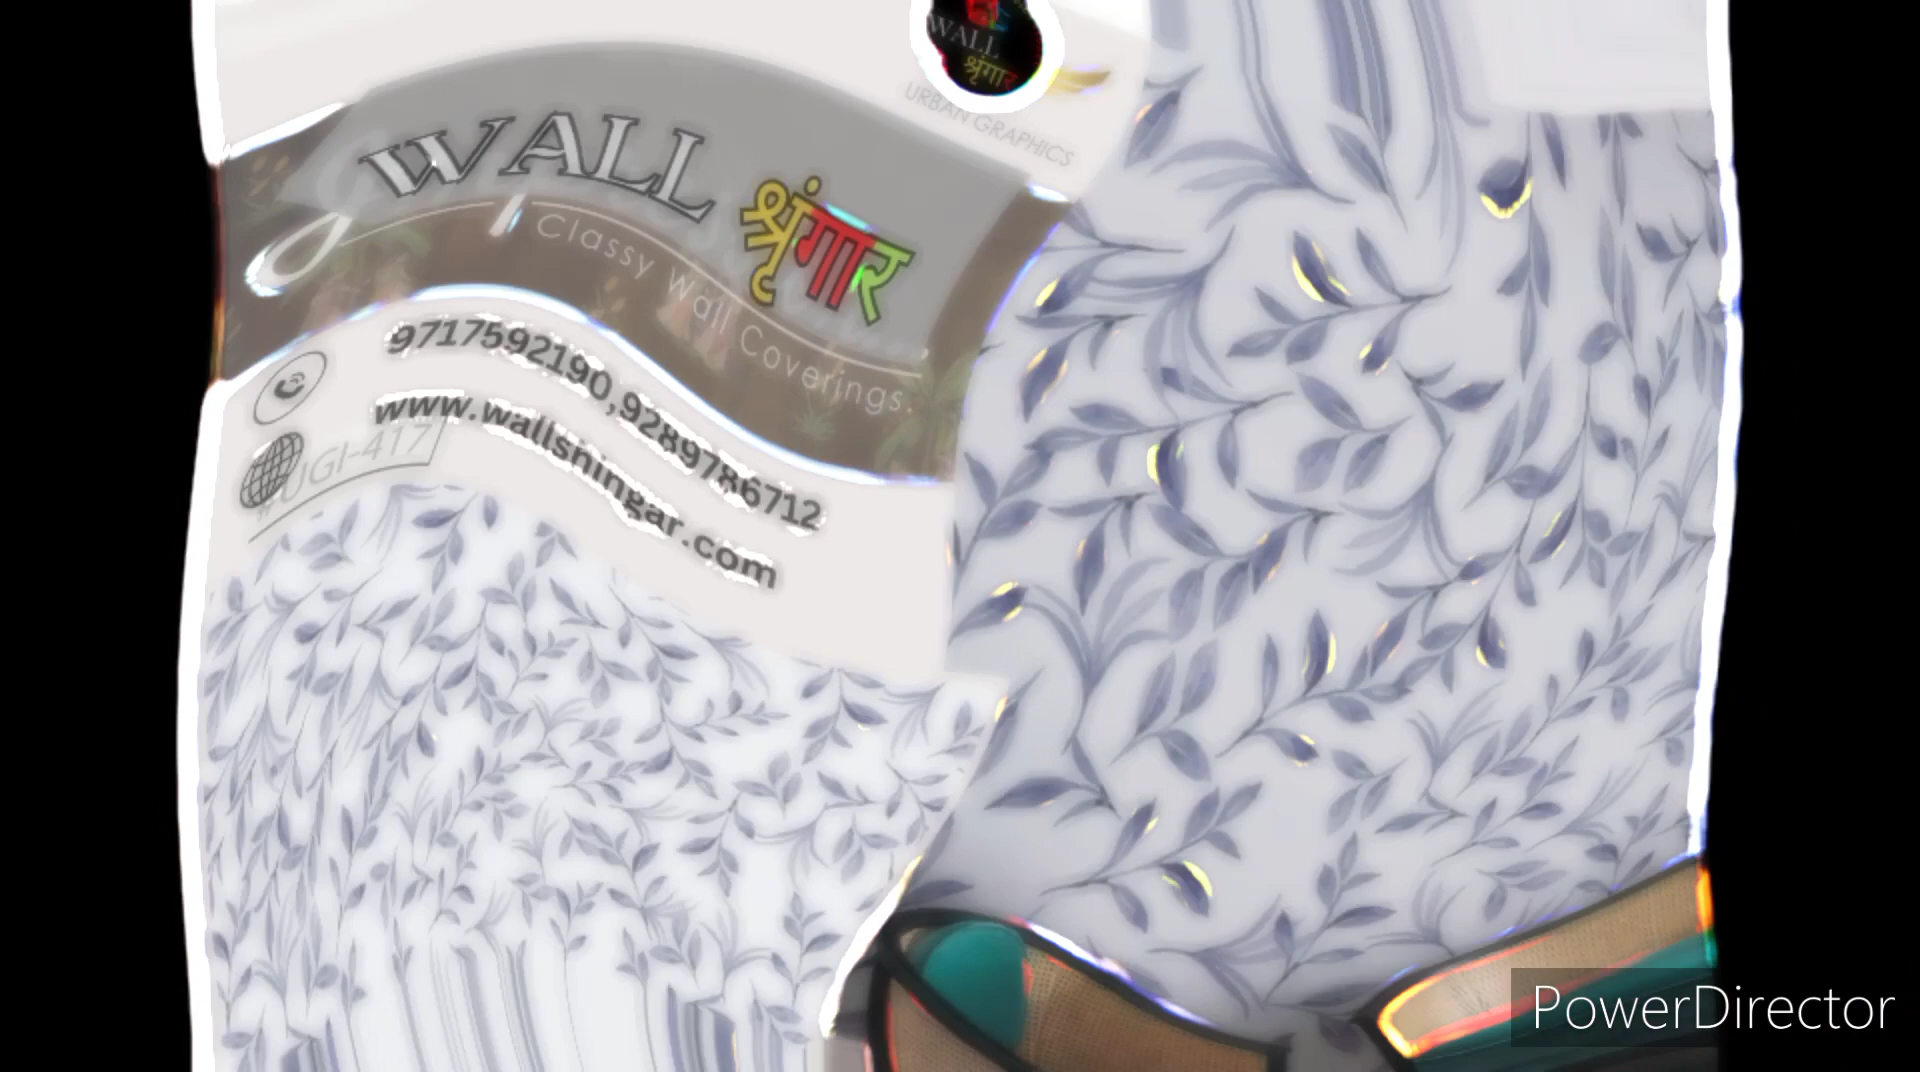 WALL
श्रृंगार
URBAN GRAPHICS
WALL श्रृंगार
Classy Wall Coverings.
9717592190,9289786712
www.wallshingar.com
UGI-417
PowerDirector